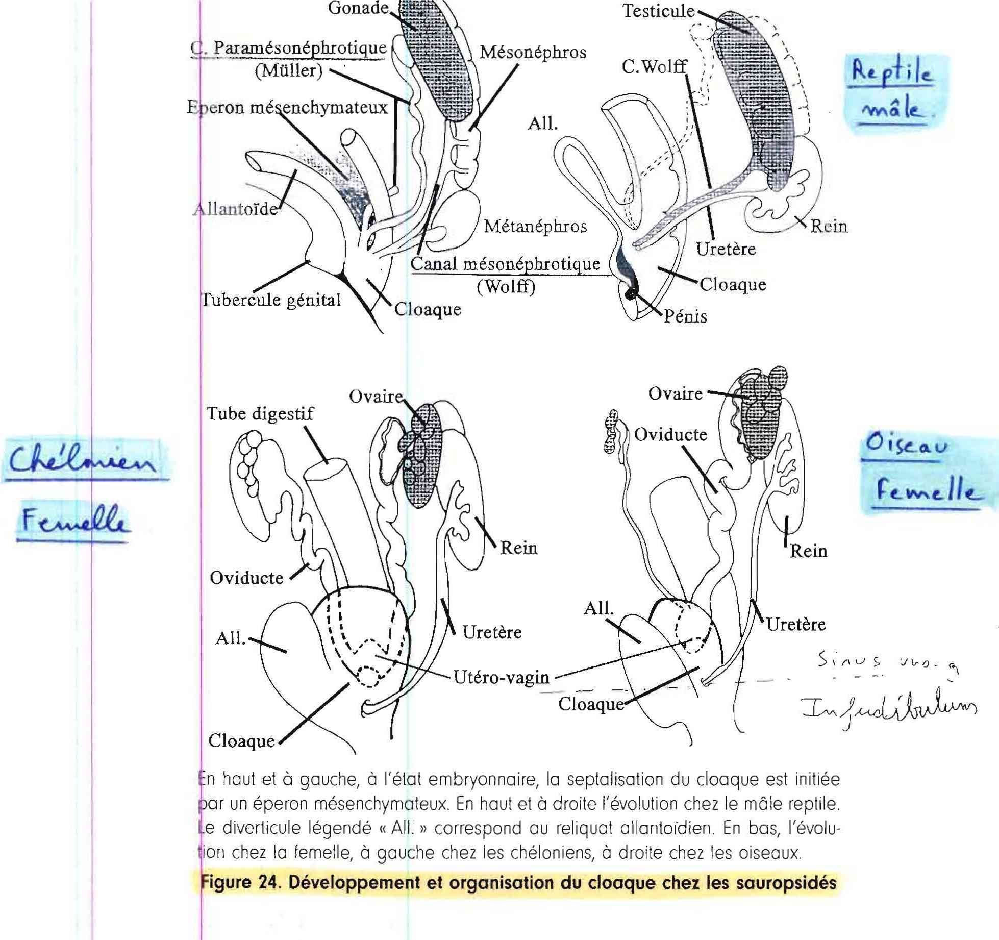 Gonade
C. Paramésonéphrotique
(Müller)
Mésonéphros
Eperon mésenchymateux
Allantoïde
Métanéphros
Canal mésonéphrotique
(Wolff)
Tubercule génital
Cloaque
Testicule
C.Wolff
All.
Rein
Uretère
Cloaque
Pénis
Reptile
mâle.
Chélonien
Femelle
Ovaire
Tube digestif
Rein
Oviducte
All.
Uretère
Utéro-vagin
Cloaque
Ovaire
Oviducte
Rein
All.
Uretère
Cloaque
Oiseau
Femelle
Sinus
En haut et à gauche, à l'état embryonnaire, la septalisation du cloaque est initiée
par un éperon mésenchymateux. En haut et à droite l'évolution chez le mâle reptile.
Le diverticule légendé « All. » correspond au reliquat allantoïdien. En bas, l'évolu-
tion chez la femelle, à gauche chez les chéloniens, à droite chez les oiseaux.
Figure 24. Développement et organisation du cloaque chez les sauropsidés